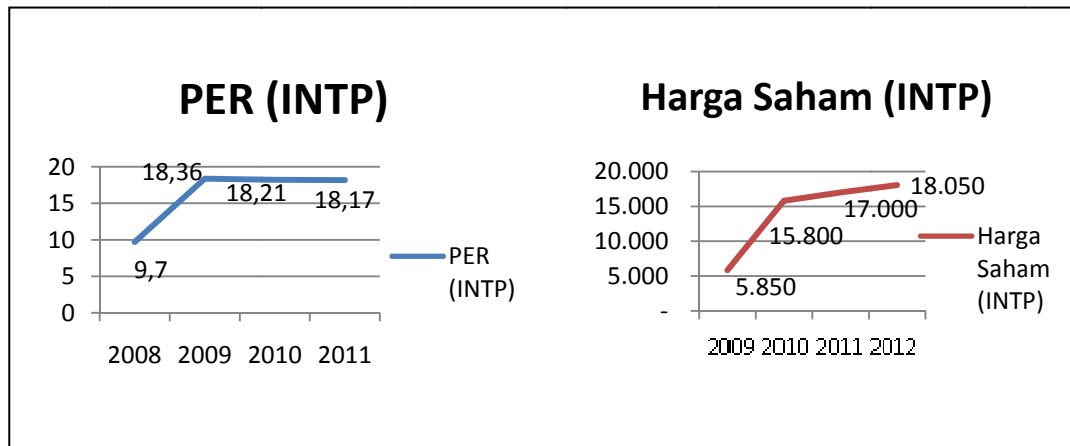 PER (INTP)
20
15
10
5
0
18,36
18,21
18,17
9,7
2008 2009 2010 2011
PER
(INTP)
Harga Saham (INTP)
20.000
15.000
10.000
5.000
-
18.050
17.000
15.800
5.850
2009 2010 2011 2012
Harga
Saham
(INTP)